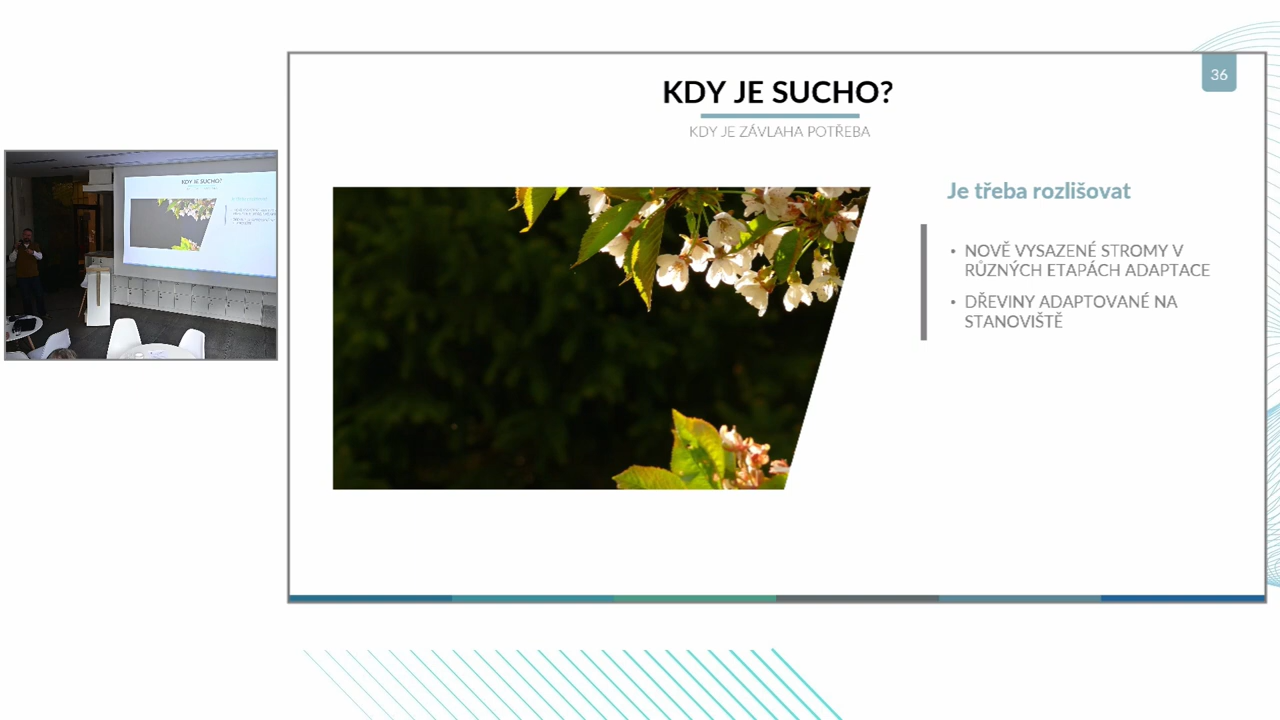 36
KDY JE SUCHO?
KDY JE ZÁVLAHA POTŘEBA
Je třeba rozlišovat
• NOVĚ VYSAZENÉ STROMY V
RŮZNÝCH ETAPÁCH ADAPTACE
• DŘEVINY ADAPTOVANÉ NA
STANOVIŠTĚ
KDY JE SUCHO?